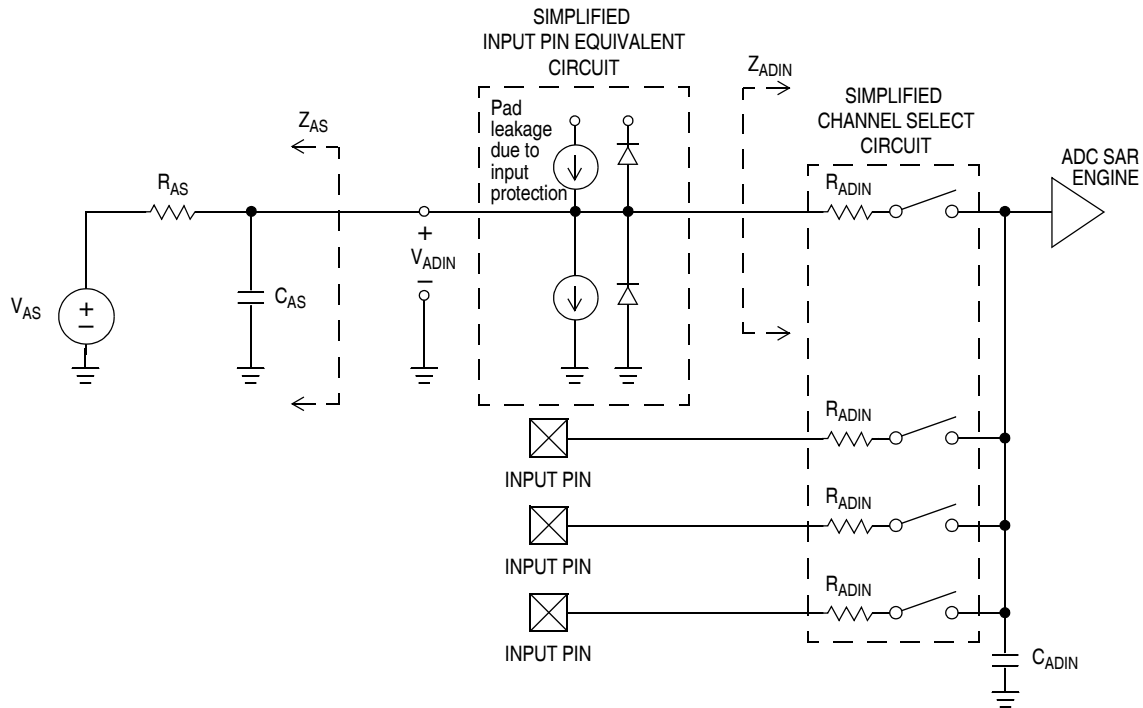 SIMPLIFIED
INPUT PIN EQUIVALENT
CIRCUIT
Z_ADIN
SIMPLIFIED
CHANNEL SELECT
CIRCUIT
Pad
leakage
due to
input
protection
Z_AS
R_AS
R_ADIN
ADC SAR
ENGINE
+
V_ADIN
–
V_AS
+
–
C_AS
R_ADIN
INPUT PIN
R_ADIN
INPUT PIN
R_ADIN
INPUT PIN
C_ADIN